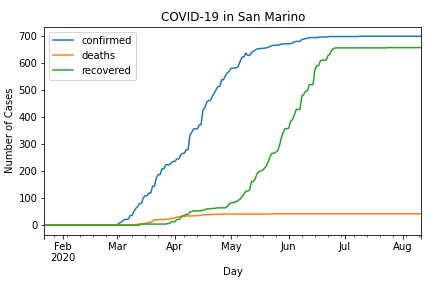 COVID-19 in San Marino
confirmed
deaths
recovered
Number of Cases
700
600
500
400
300
200
100
0
Feb Mar Apr May Jun Jul Aug
2020
Day